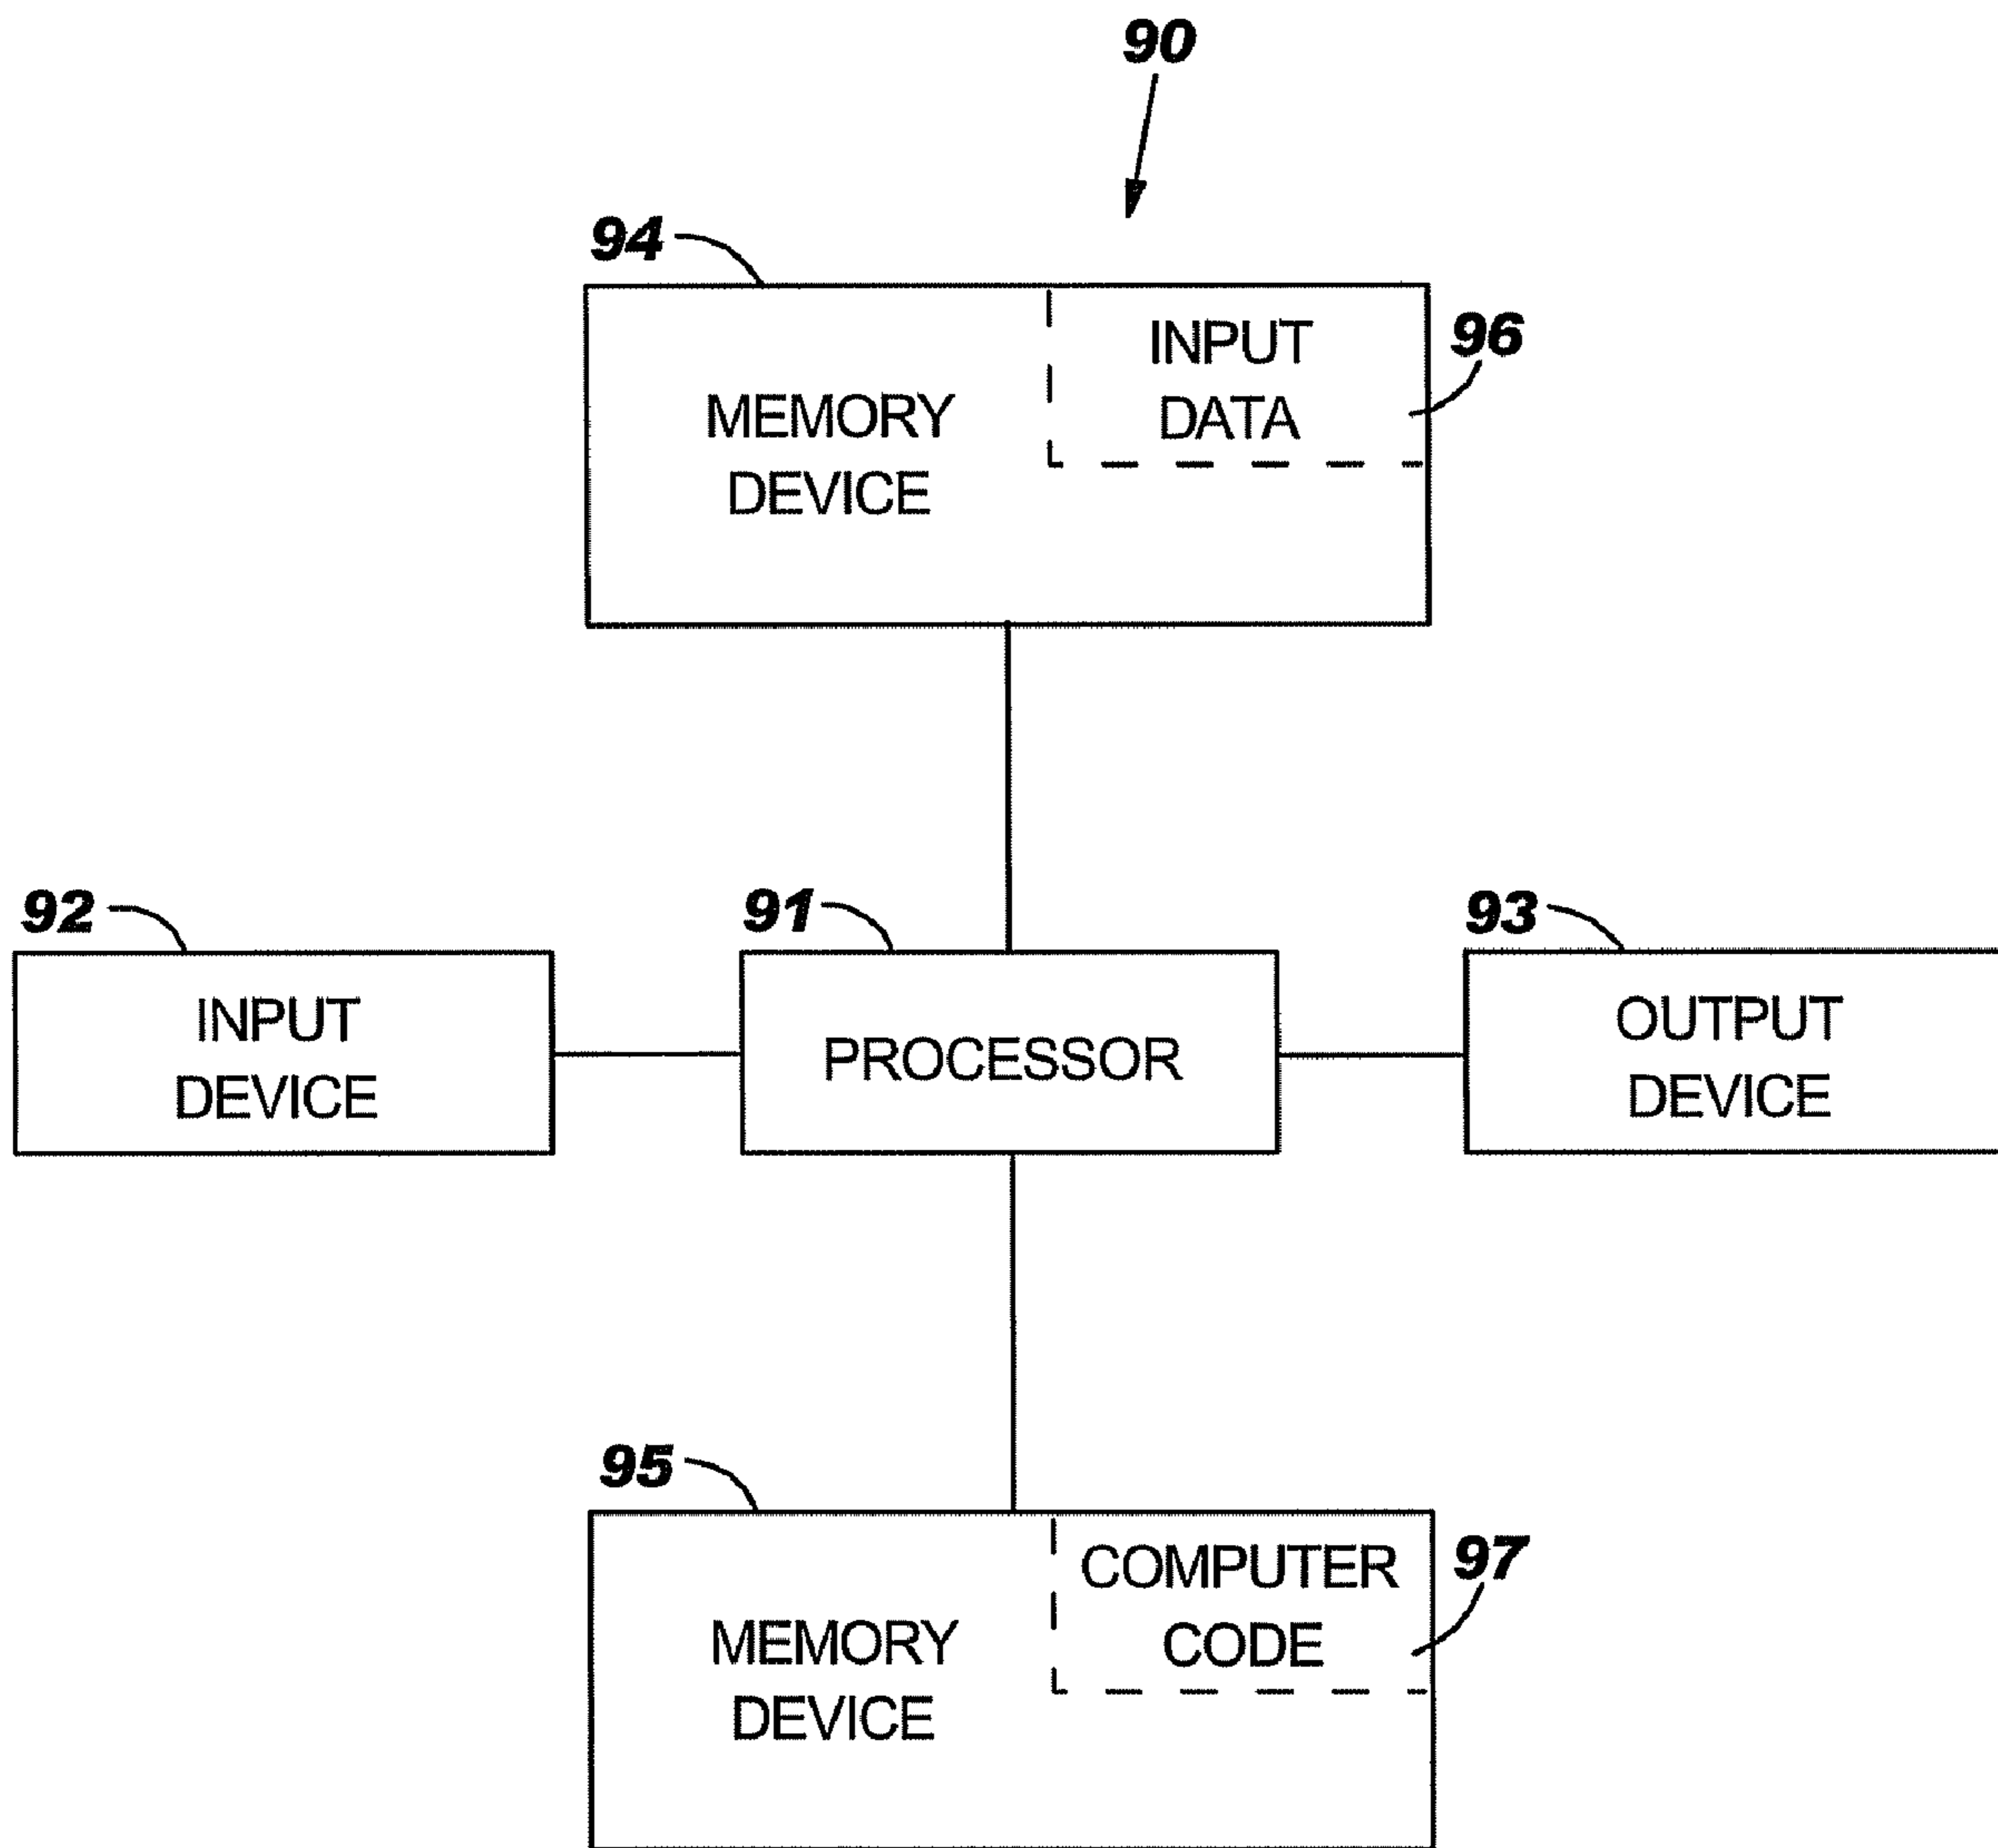 90
94
INPUT
DATA
96
MEMORY
DEVICE
92
91
93
INPUT
DEVICE
PROCESSOR
OUTPUT
DEVICE
95
COMPUTER
CODE
97
MEMORY
DEVICE